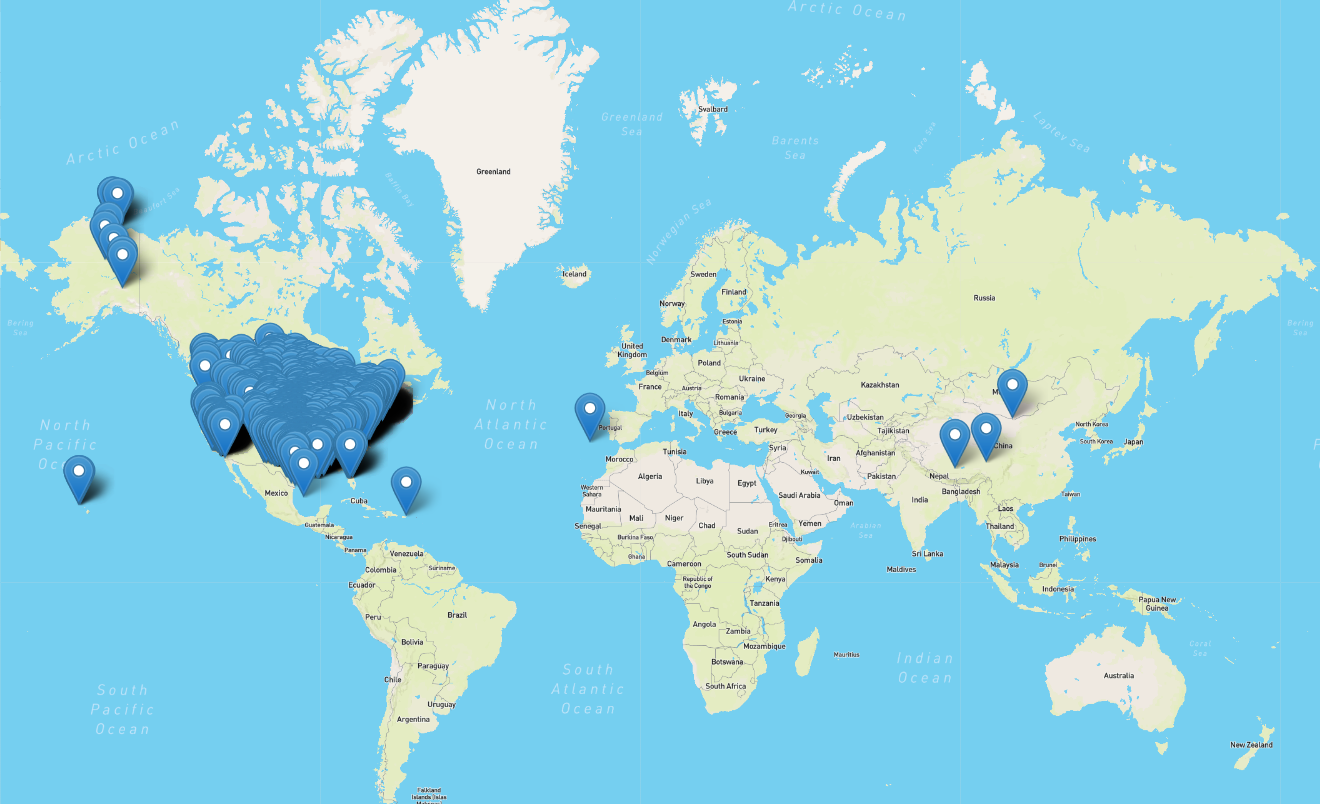 Arctic Ocean
Svalbard
Greenland
Sea
Barents
Sea
Kara Sea
Laptev Sea
Arctic Ocean
Greenland
Baffin Bay
Norwegian Sea
Iceland
Sweden
Finland
Norway
Russia
Bering
Sea
Bering
Sea
Estonia
Lithuania
Denmark
United
Kingdom
Poland
Belgium
France
Austria
Ukraine
Romania
Kazakhstan
Italy
Bulgaria
Portugal
Greece
Georgia
Turkey
Uzbekistan
Tajikistan
China
North Korea
South Korea
Japan
North
Pacific
North
Atlantic
Ocean
Morocco
Tunisia
Syria
Iran
Afghanistan
Algeria
Libya
Egypt
Kuwait
Pakistan
Nepal
Western
Sahara
Saudi Arabia
Oman
India
Bangladesh
Taiwan
Mexico
Cuba
Mauritania
Mali
Niger
Chad
Sudan
Eritrea
Yemen
Arabian
Sea
Laos
Thailand
Guatemala
Nicaragua
Senegal
Burkina Faso
Djibouti
Philippines
Panama
Venezuela
Ghana
South Sudan
Somalia
Sri Lanka
Colombia
Suriname
Cameroon
Maldives
Malaysia
Brunei
Ecuador
Republic of
the Congo
Kenya
Indonesia
Peru
Brazil
Tanzania
Papua New
Guinea
Angola
Zambia
Bolivia
Mozambique
Mauritius
Indian
Ocean
Coral
Sea
Paraguay
Botswana
Chile
South Africa
Australia
South
Pacific
Ocean
South
Atlantic
Ocean
Uruguay
Argentina
New Zealand
Falkland
Islands (Islas